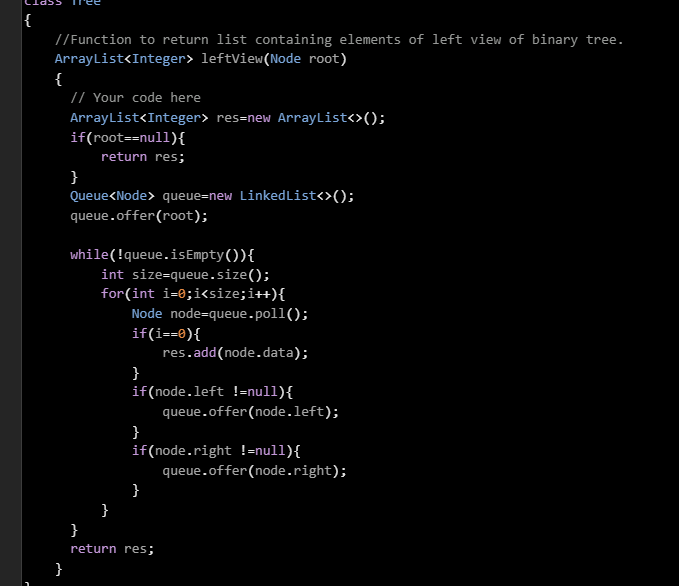 class Tree
{
//Function to return list containing elements of left view of binary tree.
ArrayList<Integer> leftView(Node root)
{
// Your code here
ArrayList<Integer> res=new ArrayList<>();
if(root==null){
return res;
}
Queue<Node> queue=new LinkedList<>();
queue.offer(root);
while(!queue.isEmpty()){
int size=queue.size();
for(int i=0;i<size;i++){
Node node=queue.poll();
if(i==0){
res.add(node.data);
}
if(node.left !=null){
queue.offer(node.left);
}
if(node.right !=null){
queue.offer(node.right);
}
}
}
return res;
}
}